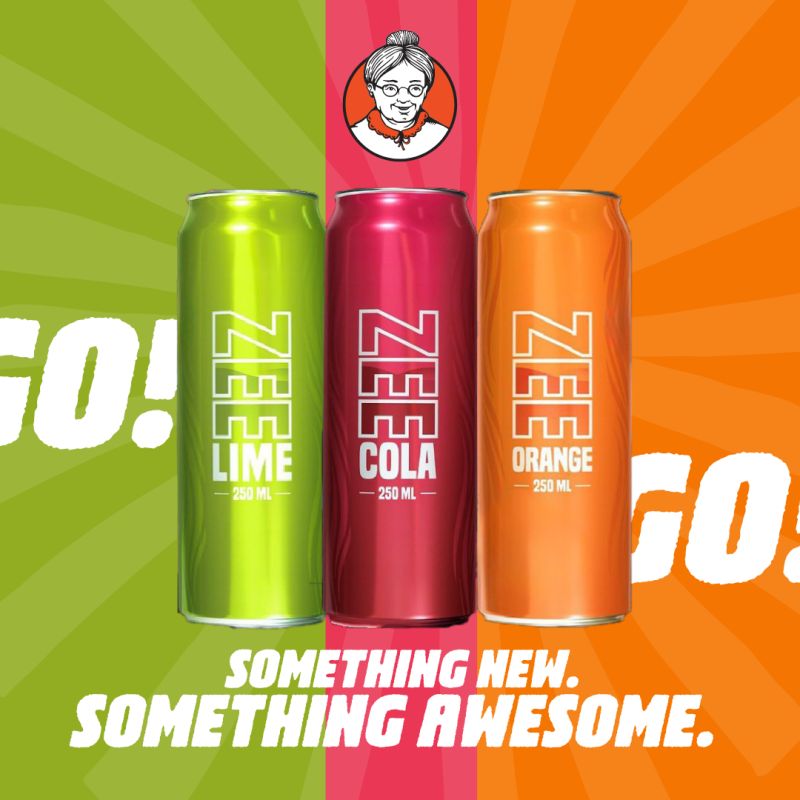 GO!
ZEE
LIME
250 ML
ZEE
COLA
250 ML
ZEE
ORANGE
250 ML
GO!
SOMETHING NEW.
SOMETHING AWESOME.